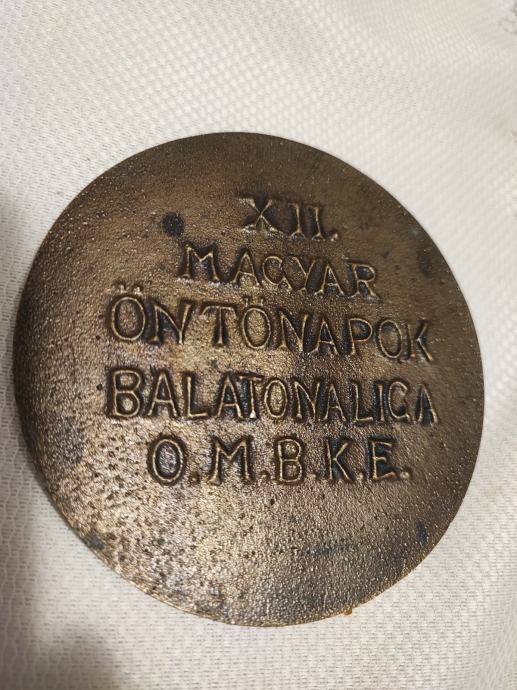 XII.
MAGYAR
ÖNTÖNAPOK
BALATONALIGA
O.M.B.K.E.